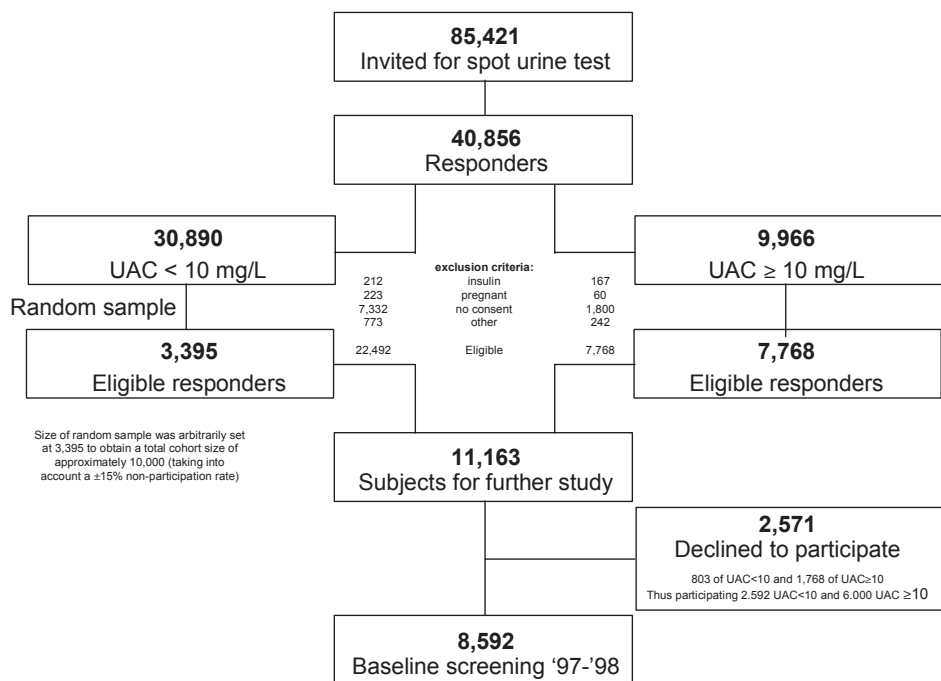 85,421
Invited for spot urine test
40,856
Responders
30,890
UAC < 10 mg/L
9,966
UAC ≥ 10 mg/L
exclusion criteria:
212 insulin 167
223 pregnant 60
7,332 no consent 1,800
773 other 242
22,492 Eligible 7,768
Random sample
3,395
Eligible responders
7,768
Eligible responders
Size of random sample was arbitrarily set
at 3,395 to obtain a total cohort size of
approximately 10,000 (taking into
account a ±15% non-participation rate)
11,163
Subjects for further study
2,571
Declined to participate
803 of UAC<10 and 1,768 of UAC≥10
Thus participating 2.592 UAC<10 and 6.000 UAC ≥10
8,592
Baseline screening ‘97-’98